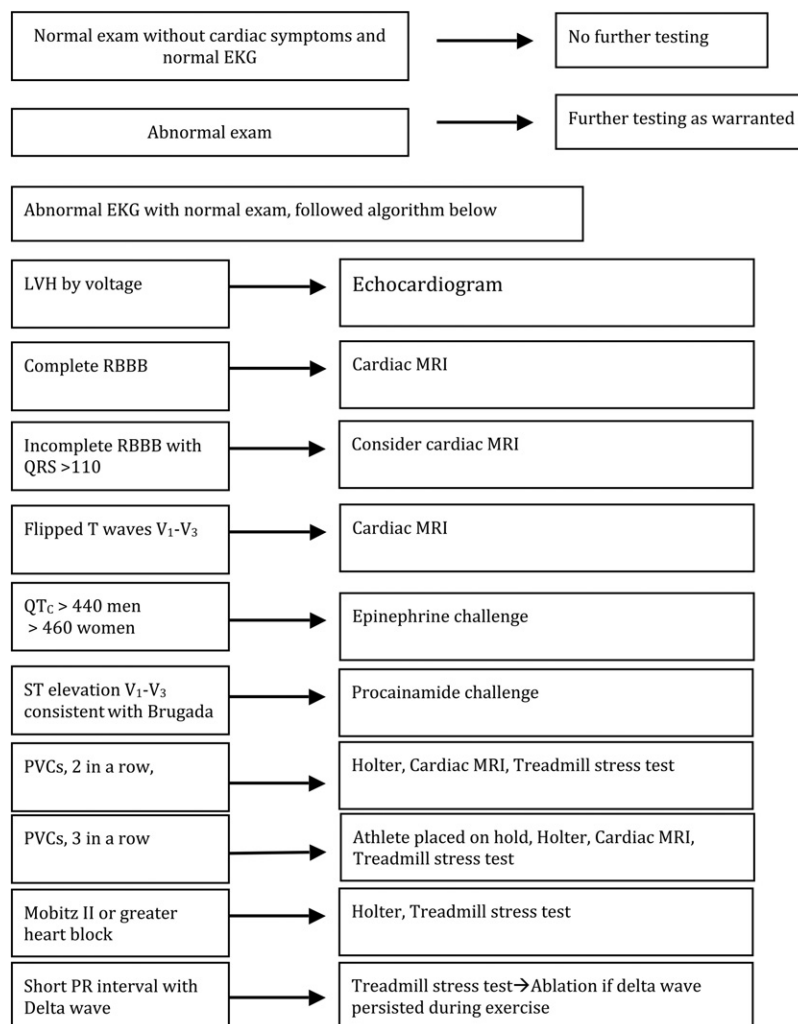 Normal exam without cardiac symptoms and
normal EKG
No further testing
Abnormal exam
Further testing as warranted
Abnormal EKG with normal exam, followed algorithm below
LVH by voltage
Echocardiogram
Complete RBBB
Cardiac MRI
Incomplete RBBB with
QRS >110
Consider cardiac MRI
Flipped T waves V₁-V₃
Cardiac MRI
QTc > 440 men
> 460 women
Epinephrine challenge
ST elevation V₁-V₃
consistent with Brugada
Procainamide challenge
PVCs, 2 in a row,
Holter, Cardiac MRI, Treadmill stress test
PVCs, 3 in a row
Athlete placed on hold, Holter, Cardiac MRI,
Treadmill stress test
Mobitz II or greater
heart block
Holter, Treadmill stress test
Short PR interval with
Delta wave
Treadmill stress test→Ablation if delta wave
persisted during exercise